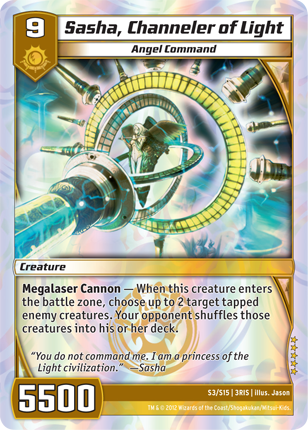 9
Sasha, Channeler of Light
Angel Command
Creature
Megalaser Cannon — When this creature enters
the battle zone, choose up to 2 target tapped
enemy creatures. Your opponent shuffles those
creatures into his or her deck.
"You do not command me. I am a princess of the
Light civilization." —Sasha
5500
S3/S15 | 3RIS | illus. Jason
TM & © 2012 Wizards of the Coast/Shogakukan/Mitsui-Kids.